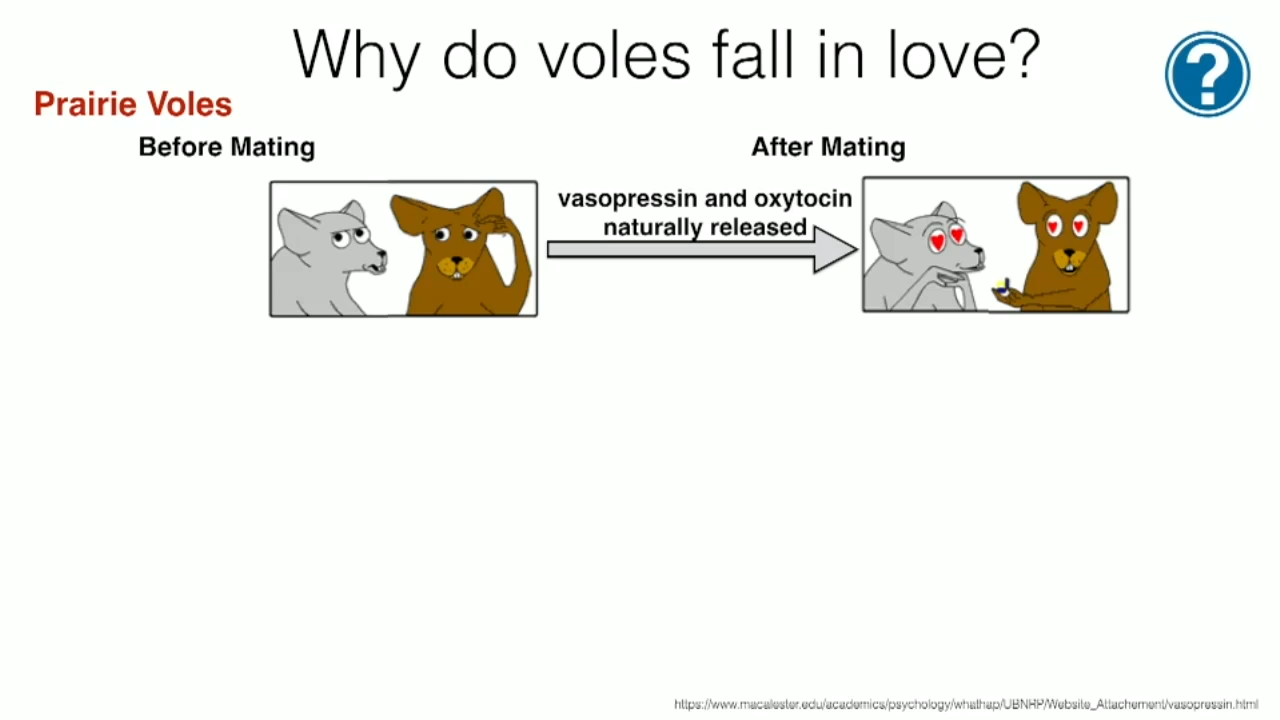 Why do voles fall in love?
?
Prairie Voles
Before Mating
After Mating
vasopressin and oxytocin
naturally released
https://www.macalester.edu/academics/psychology/whathap/UBNRP/Website_Attachement/vasopressin.html